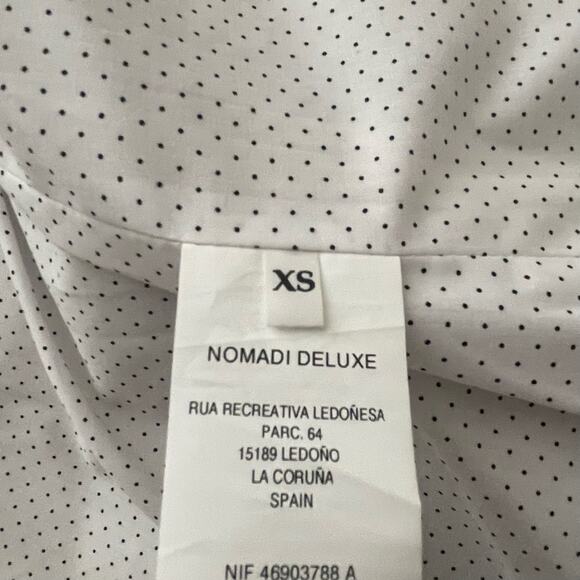 XS
NOMADI DELUXE
RUA RECREATIVA LEDOÑESA
PARC. 64
15189 LEDOÑO
LA CORUÑA
SPAIN
NIF 46903788 A